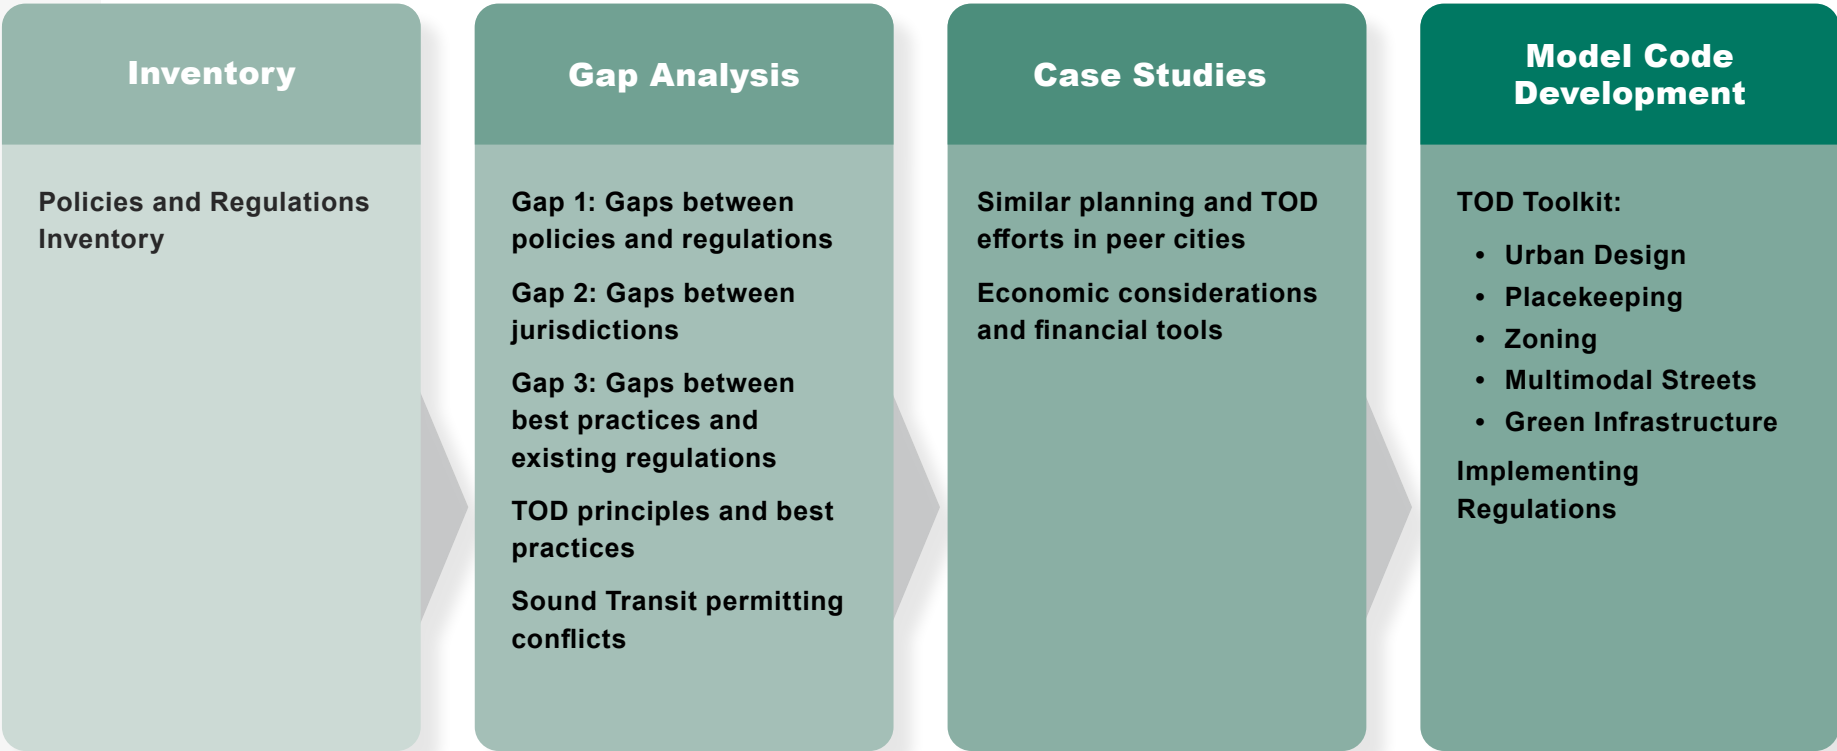 Inventory
Policies and Regulations
Inventory
Gap Analysis
Gap 1: Gaps between
policies and regulations
Gap 2: Gaps between
jurisdictions
Gap 3: Gaps between
best practices and
existing regulations
TOD principles and best
practices
Sound Transit permitting
conflicts
Case Studies
Similar planning and TOD
efforts in peer cities
Economic considerations
and financial tools
Model Code
Development
TOD Toolkit:
• Urban Design
• Placekeeping
• Zoning
• Multimodal Streets
• Green Infrastructure
Implementing
Regulations